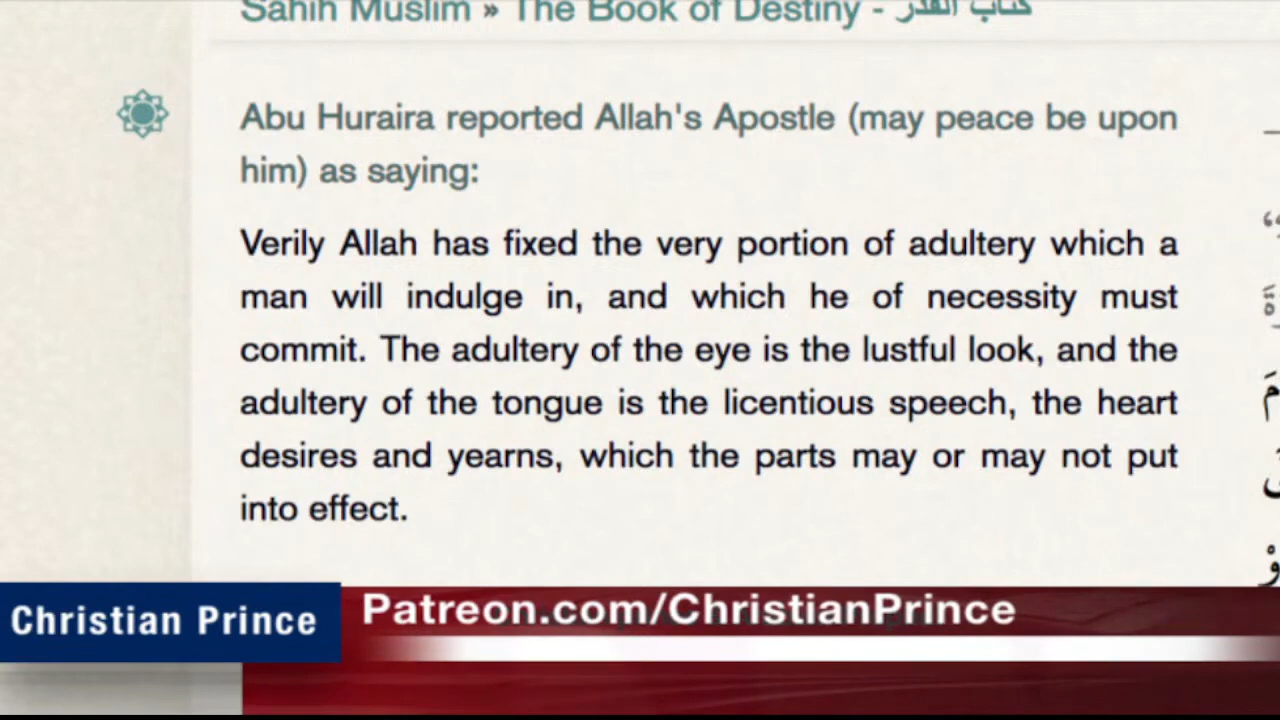 Sahih Muslim » The Book of Destiny - كتاب القدر
Abu Huraira reported Allah's Apostle (may peace be upon
him) as saying:
Verily Allah has fixed the very portion of adultery which a
man will indulge in, and which he of necessity must
commit. The adultery of the eye is the lustful look, and the
adultery of the tongue is the licentious speech, the heart
desires and yearns, which the parts may or may not put
into effect.
Christian Prince
Patreon.com/ChristianPrince